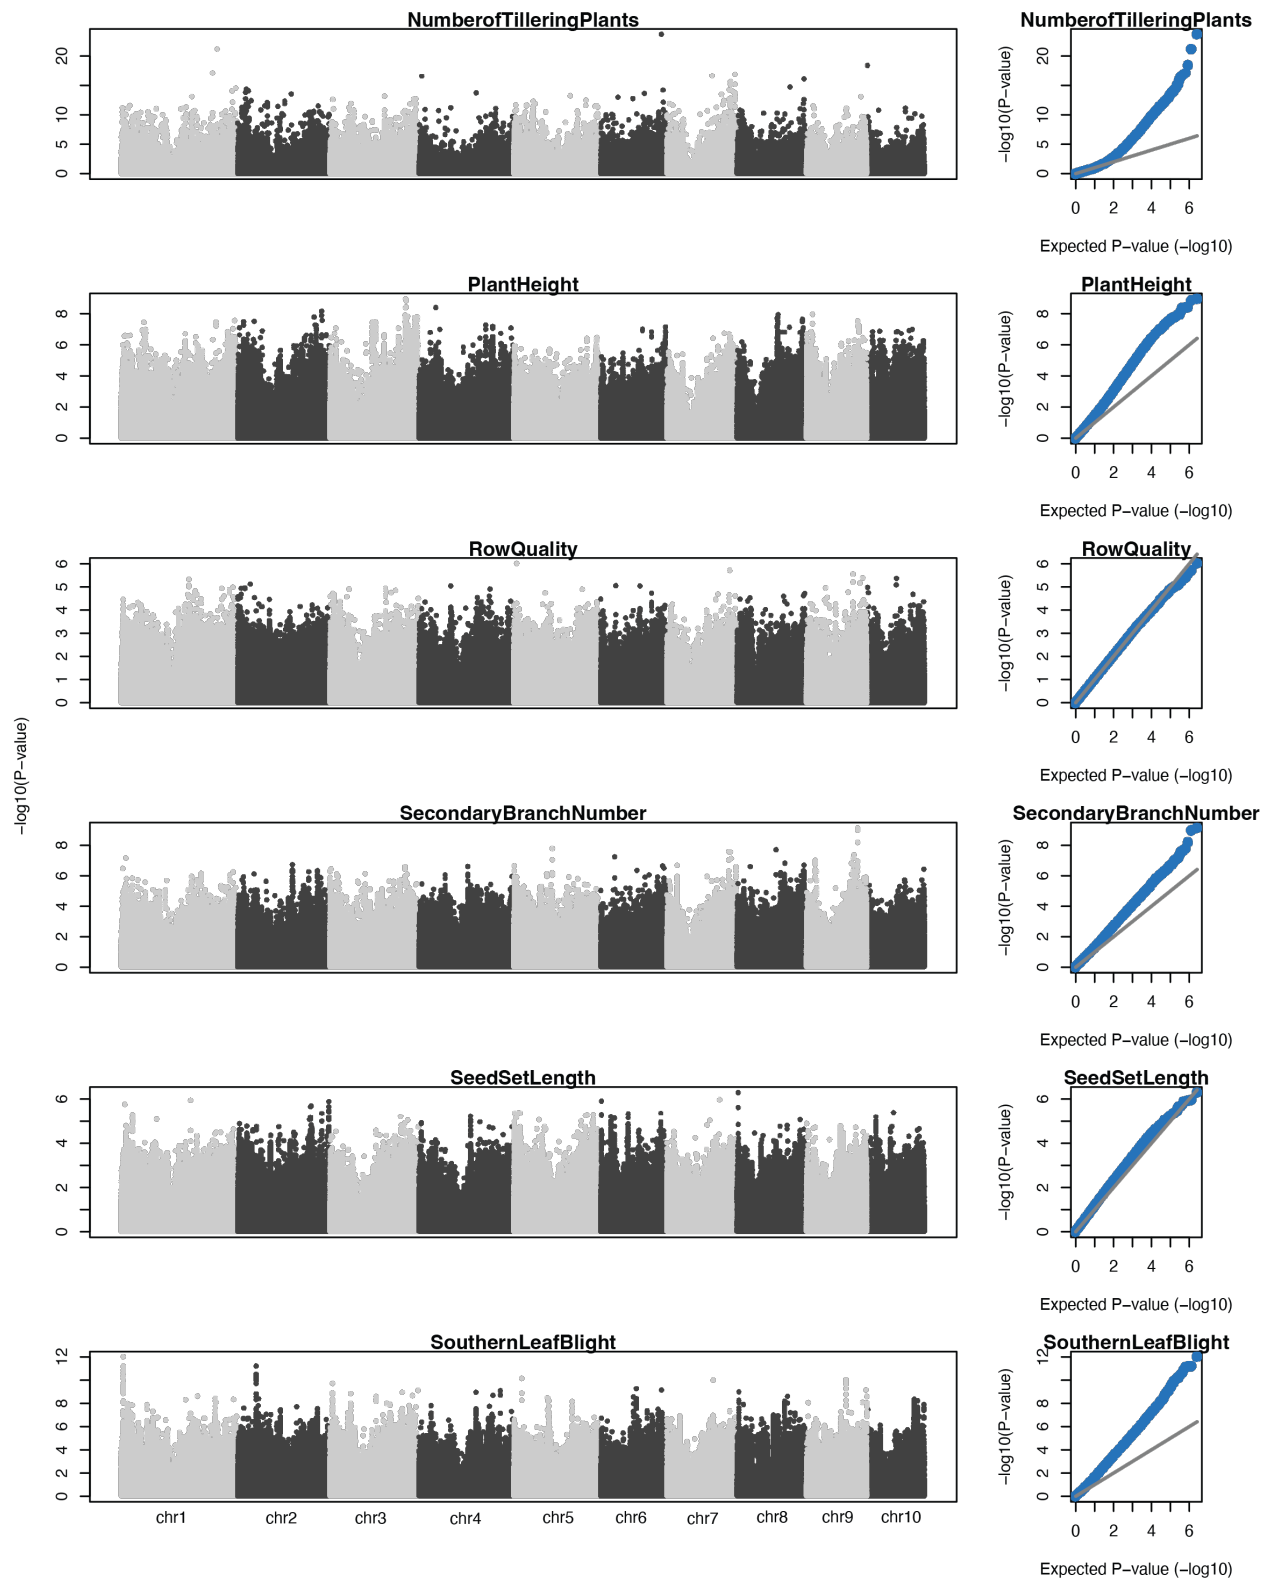 NumberofTilleringPlants
NumberofTilleringPlants
0 5 10 20
−log10(P−value)
0 5 10 20
0 2 4 6
Expected P−value (−log10)
PlantHeight
PlantHeight
0 2 4 6 8
−log10(P−value)
0 2 4 6 8
0 2 4 6
Expected P−value (−log10)
RowQuality
RowQuality
0 1 2 3 4 5 6
−log10(P−value)
0 1 2 3 4 5 6
0 2 4 6
Expected P−value (−log10)
−log10(P−value)
SecondaryBranchNumber
SecondaryBranchNumber
0 2 4 6 8
−log10(P−value)
0 2 4 6 8
0 2 4 6
Expected P−value (−log10)
SeedSetLength
SeedSetLength
0 2 4 6
−log10(P−value)
0 2 4 6
0 2 4 6
Expected P−value (−log10)
SouthernLeafBlight
SouthernLeafBlight
0 2 4 6 8 12
−log10(P−value)
0 2 4 6 8 12
chr1 chr2 chr3 chr4 chr5 chr6 chr7 chr8 chr9 chr10
0 2 4 6
Expected P−value (−log10)